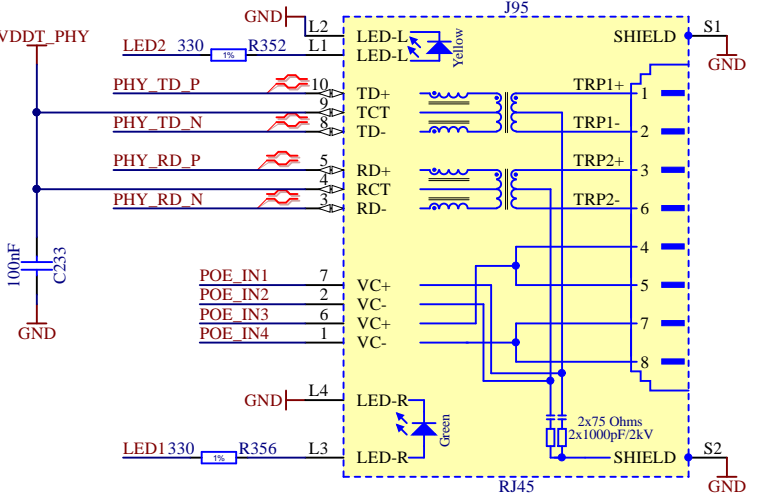 J95
GND
L2
LED-L
SHIELD
S1
VDDT_PHY
LED2 330 R352
1%
L1
LED-L
Yellow
GND
PHY_TD_P
10
TD+
TRP1+
1
9
TCT
PHY_TD_N
8
TD-
TRP1-
2
PHY_RD_P
5
RD+
TRP2+
3
4
RCT
PHY_RD_N
3
RD-
TRP2-
6
4
100nF
C233
POE_IN1
7
VC+
5
POE_IN2
2
VC-
POE_IN3
6
VC+
7
GND
POE_IN4
1
VC-
8
GND
L4
LED-R
Green
2x75 Ohms
2x1000pF/2kV
LED1 330 R356
1%
L3
LED-R
SHIELD
S2
RJ45
GND